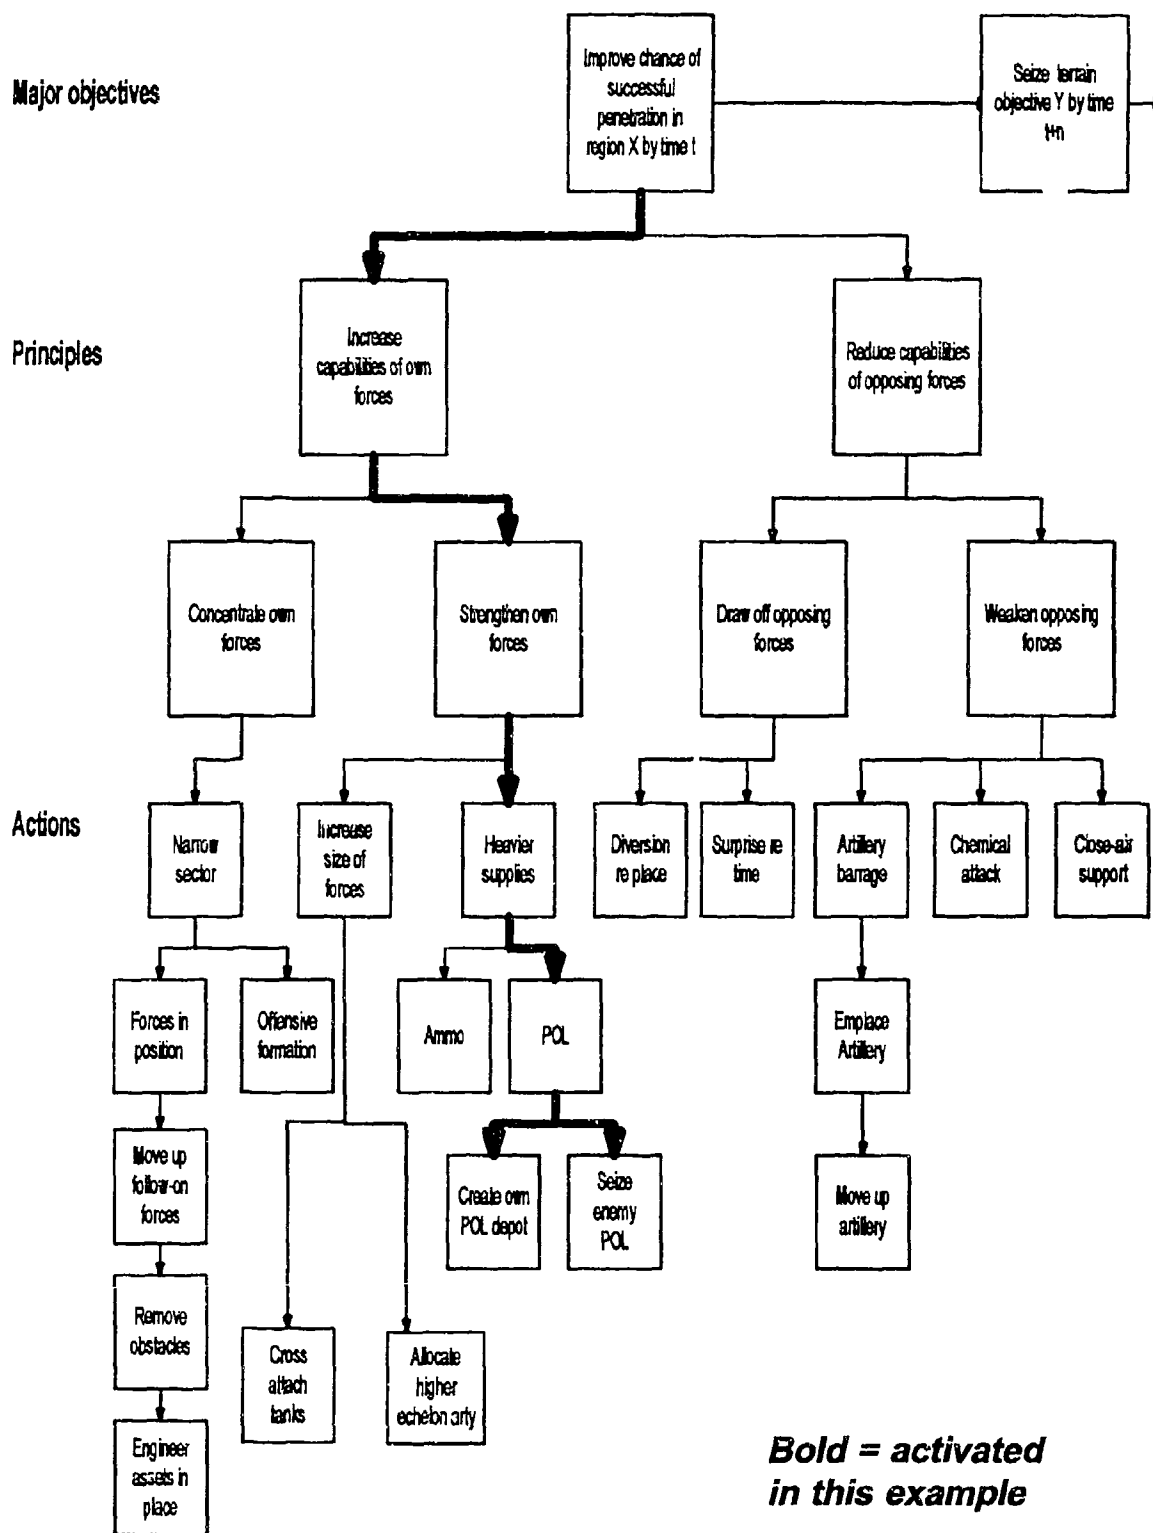 Major objectives
Improve chance of
successful
penetration in
region X by time t
Seize terrain
objective Y by time
t+n
Principles
Increase
capabilities of own
forces
Reduce capabilities
of opposing forces
Concentrate own
forces
Strengthen own
forces
Draw off opposing
forces
Weaken opposing
forces
Actions
Narrow
sector
Increase
size of
forces
Heavier
supplies
Diversion
re place
Surprise re
time
Artillery
barrage
Chemical
attack
Close-air
support
Forces in
position
Offensive
formation
Ammo
POL
Emplace
Artillery
Move up
follow-on
forces
Create own
POL depot
Seize
enemy
POL
Move up
artillery
Remove
obstacles
Cross
attach
tanks
Allocate
higher
echelon arty
Engineer
assets in
place
Bold = activated
in this example